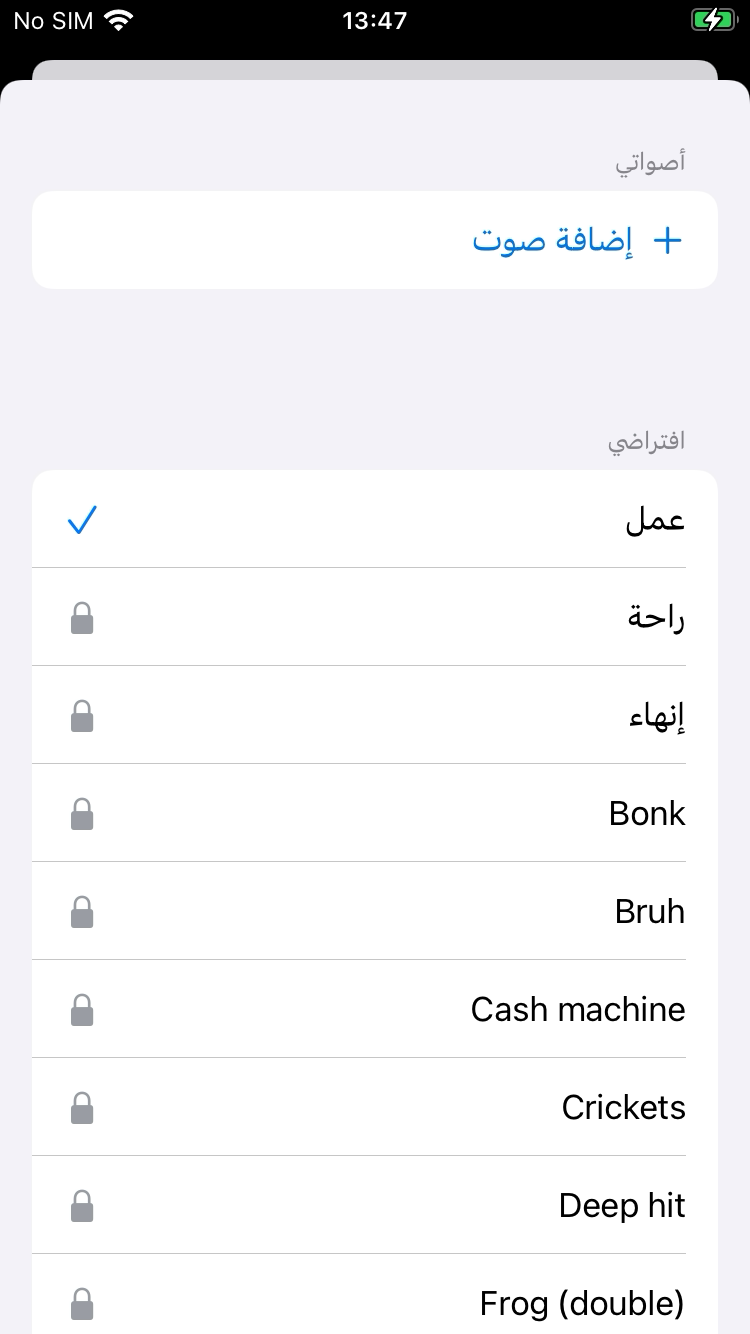 No SIM
13:47
أصواتي
إضافة صوت
افتراضي
عمل
راحة
إنهاء
Bonk
Bruh
Cash machine
Crickets
Deep hit
Frog (double)